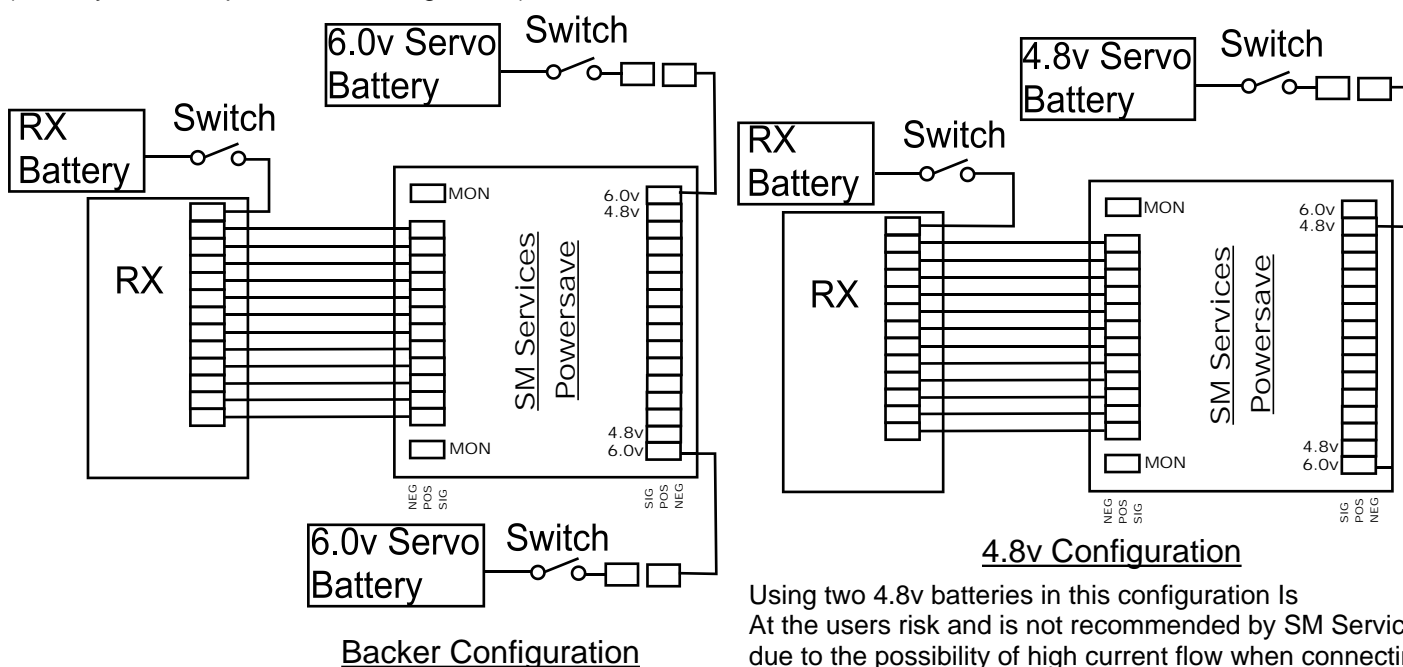 6.0v Servo
Battery
Switch
RX
Battery
Switch
RX
MON
6.0v
4.8v
SM Services
Powersave
4.8v
6.0v
MON
NEG
POS
SIG
SIG
POS
NEG
6.0v Servo
Battery
Switch
Backer Configuration
4.8v Servo
Battery
Switch
RX
Battery
Switch
RX
MON
6.0v
4.8v
SM Services
Powersave
4.8v
6.0v
MON
NEG
POS
SIG
SIG
POS
NEG
4.8v Configuration
Using two 4.8v batteries in this configuration Is
At the users risk and is not recommended by SM Servic
due to the possibility of high current flow when connectin